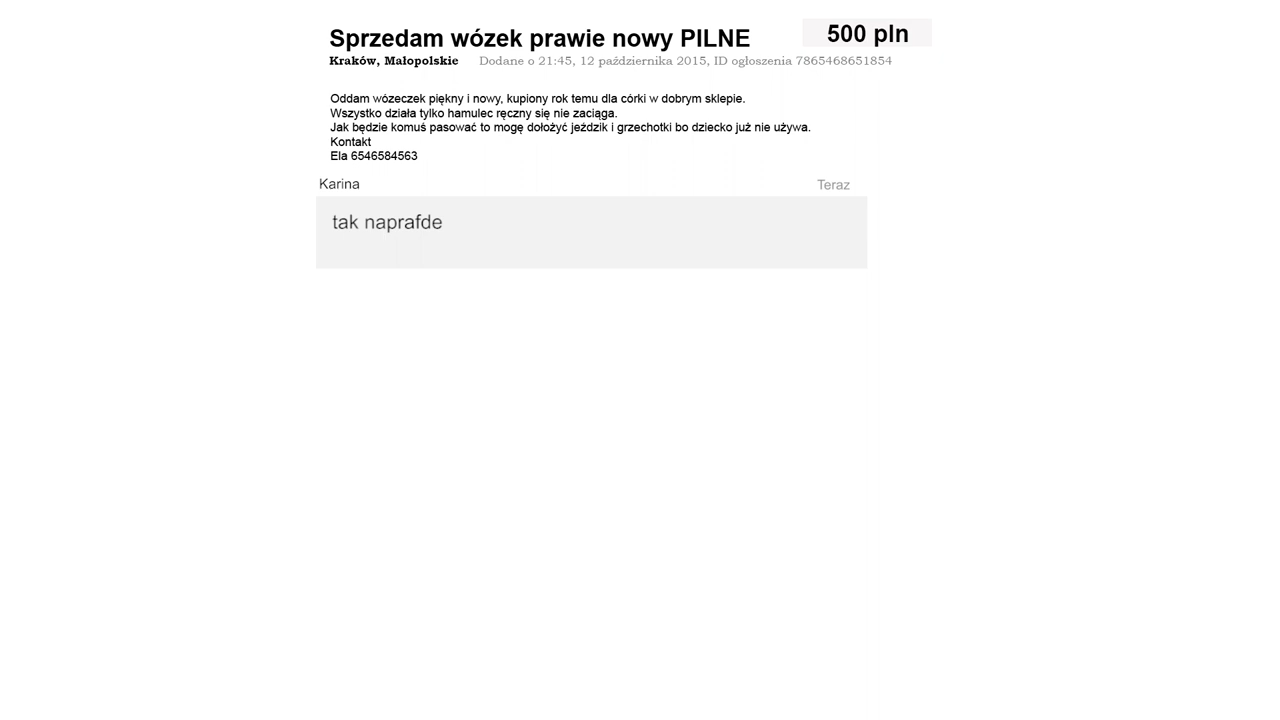 Sprzedam wózek prawie nowy PILNE 500 pln
Kraków, Małopolskie Dodane o 21:45, 12 października 2015, ID ogłoszenia 7865468651854
Oddam wózeczek piękny i nowy, kupiony rok temu dla córki w dobrym sklepie.
Wszystko działa tylko hamulec ręczny się nie zaciąga.
Jak będzie komuś pasować to mogę dołożyć jeździk i grzechotki bo dziecko już nie używa.
Kontakt
Ela 6546584563
Karina Teraz
tak naprafde